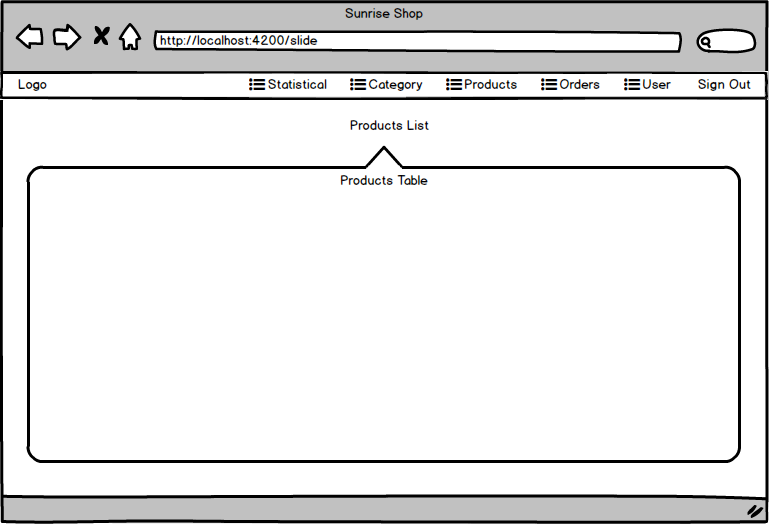 Sunrise Shop
http://localhost:4200/slide
Logo Statistical Category Products Orders User Sign Out
Products List
Products Table